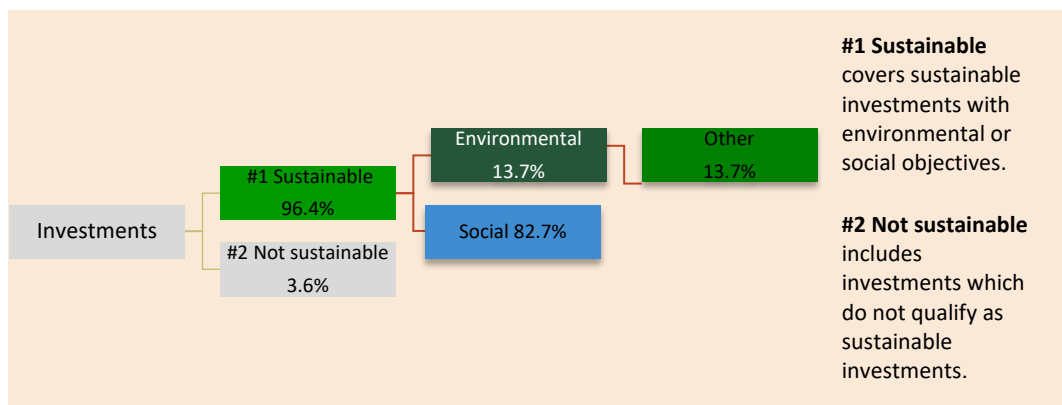 Investments
#1 Sustainable
96.4%
#2 Not sustainable
3.6%
Environmental
13.7%
Social 82.7%
Other
13.7%
#1 Sustainable
covers sustainable
investments with
environmental or
social objectives.
#2 Not sustainable
includes
investments which
do not qualify as
sustainable
investments.